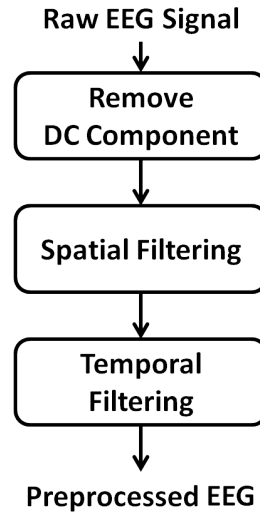 Raw EEG Signal
Remove
DC Component
Spatial Filtering
Temporal
Filtering
Preprocessed EEG